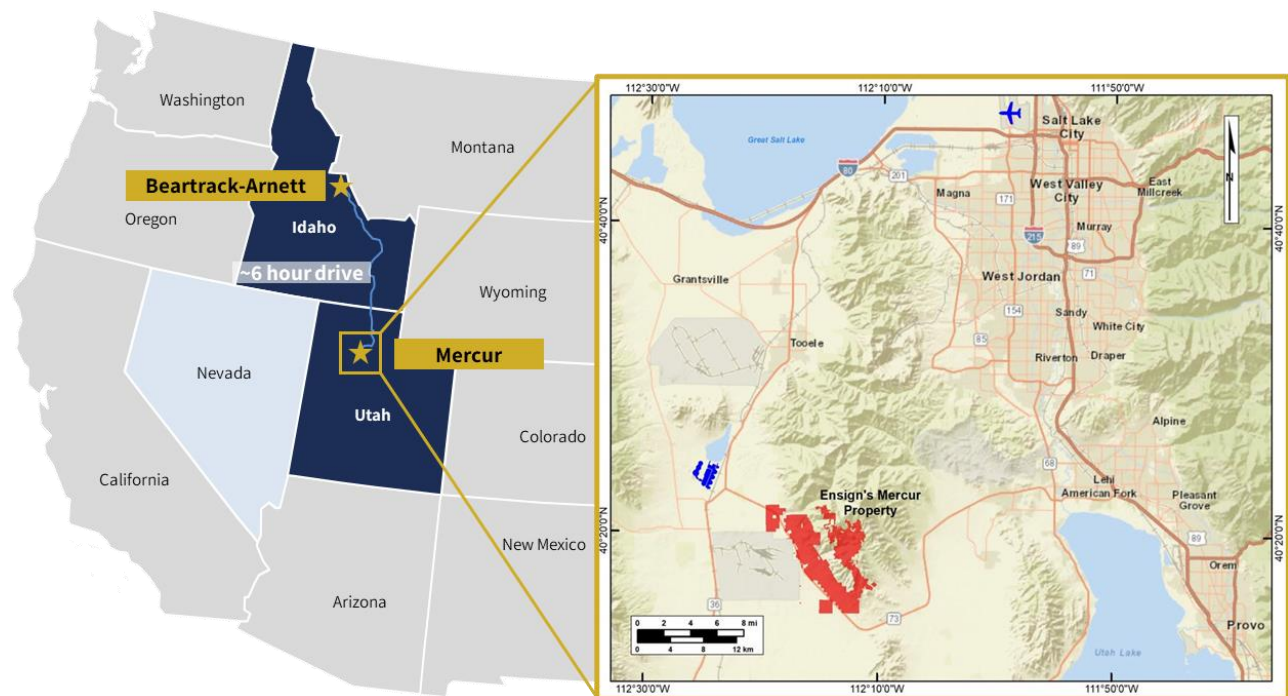 Washington
Montana
Beartrack-Arnett
Oregon
Idaho
~6 hour drive
Wyoming
Mercur
Nevada
Utah
Colorado
California
New Mexico
Arizona
112°30'0"W
112°10'0"W
111°50'0"W
Great Salt Lake
Salt Lake
City
N
80
201
Magna
West Valley
City
East
Millcreek
171
40°40'0"N
40°40'0"N
215
Murray
89
Grantsville
West Jordan
71
154
Sandy
White City
Tooele
85
Riverton
Draper
Alpine
68
Lehi
American Fork
Pleasant
Grove
Ensign's Mercur
Property
40°20'0"N
40°20'0"N
89
Orem
36
73
Provo
0 2 4 6 8 mi
0 4 8 12 km
Utah Lake
112°30'0"W
112°10'0"W
111°50'0"W